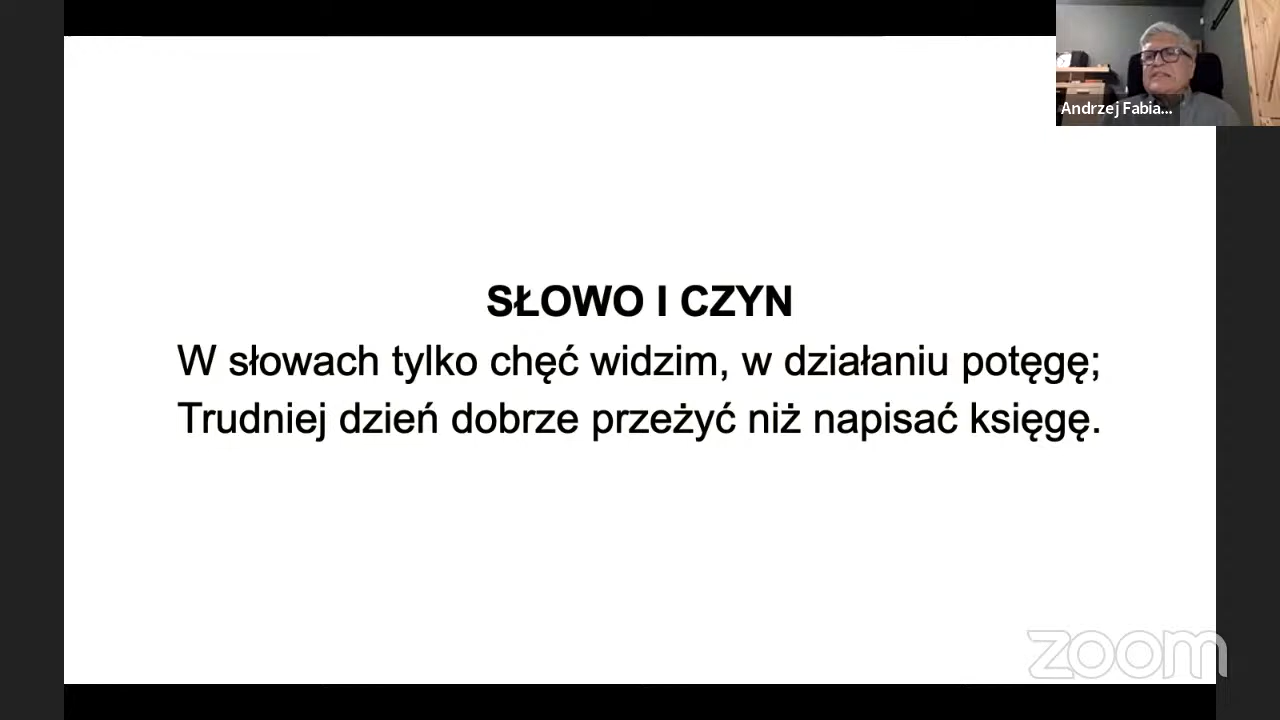 Andrzej Fabia...
SŁOWO I CZYN
W słowach tylko chęć widzim, w działaniu potęgę;
Trudniej dzień dobrze przeżyć niż napisać księgę.
zoom